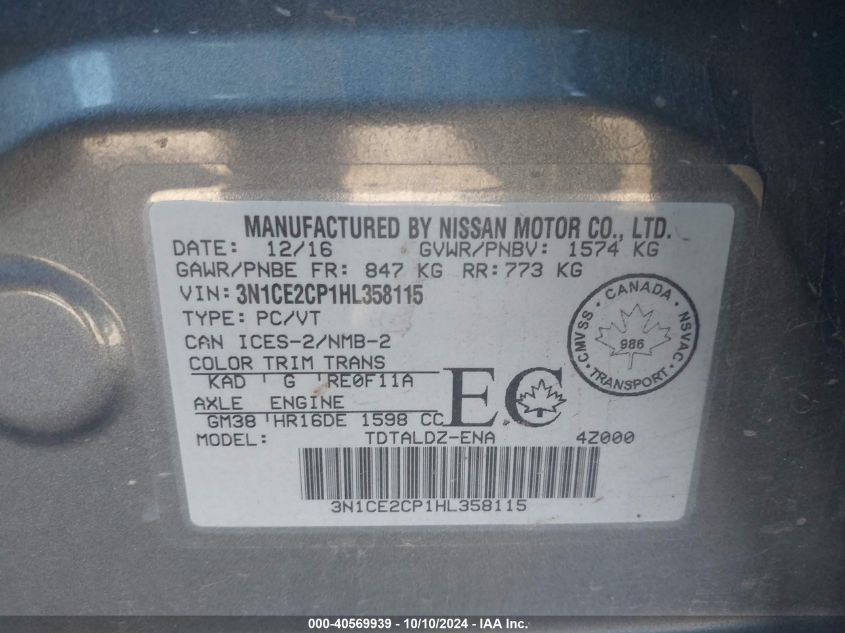 MANUFACTURED BY NISSAN MOTOR CO., LTD.
DATE: 12/16 GVWR/PNBV: 1574 KG
GAWR/PNBE FR: 847 KG RR: 773 KG
VIN: 3N1CE2CP1HL358115
TYPE: PC/VT
CAN ICES-2/NMB-2
COLOR TRIM TRANS
KAD G RE0F11A
AXLE ENGINE
GM38 HR16DE 1598 CC
EC
CMVSS • CANADA • NSVAC • TRANSPORT •
986
MODEL: TDTALDZ-ENA 4Z000
3N1CE2CP1HL358115
000-40569939 - 10/10/2024 - IAA Inc.